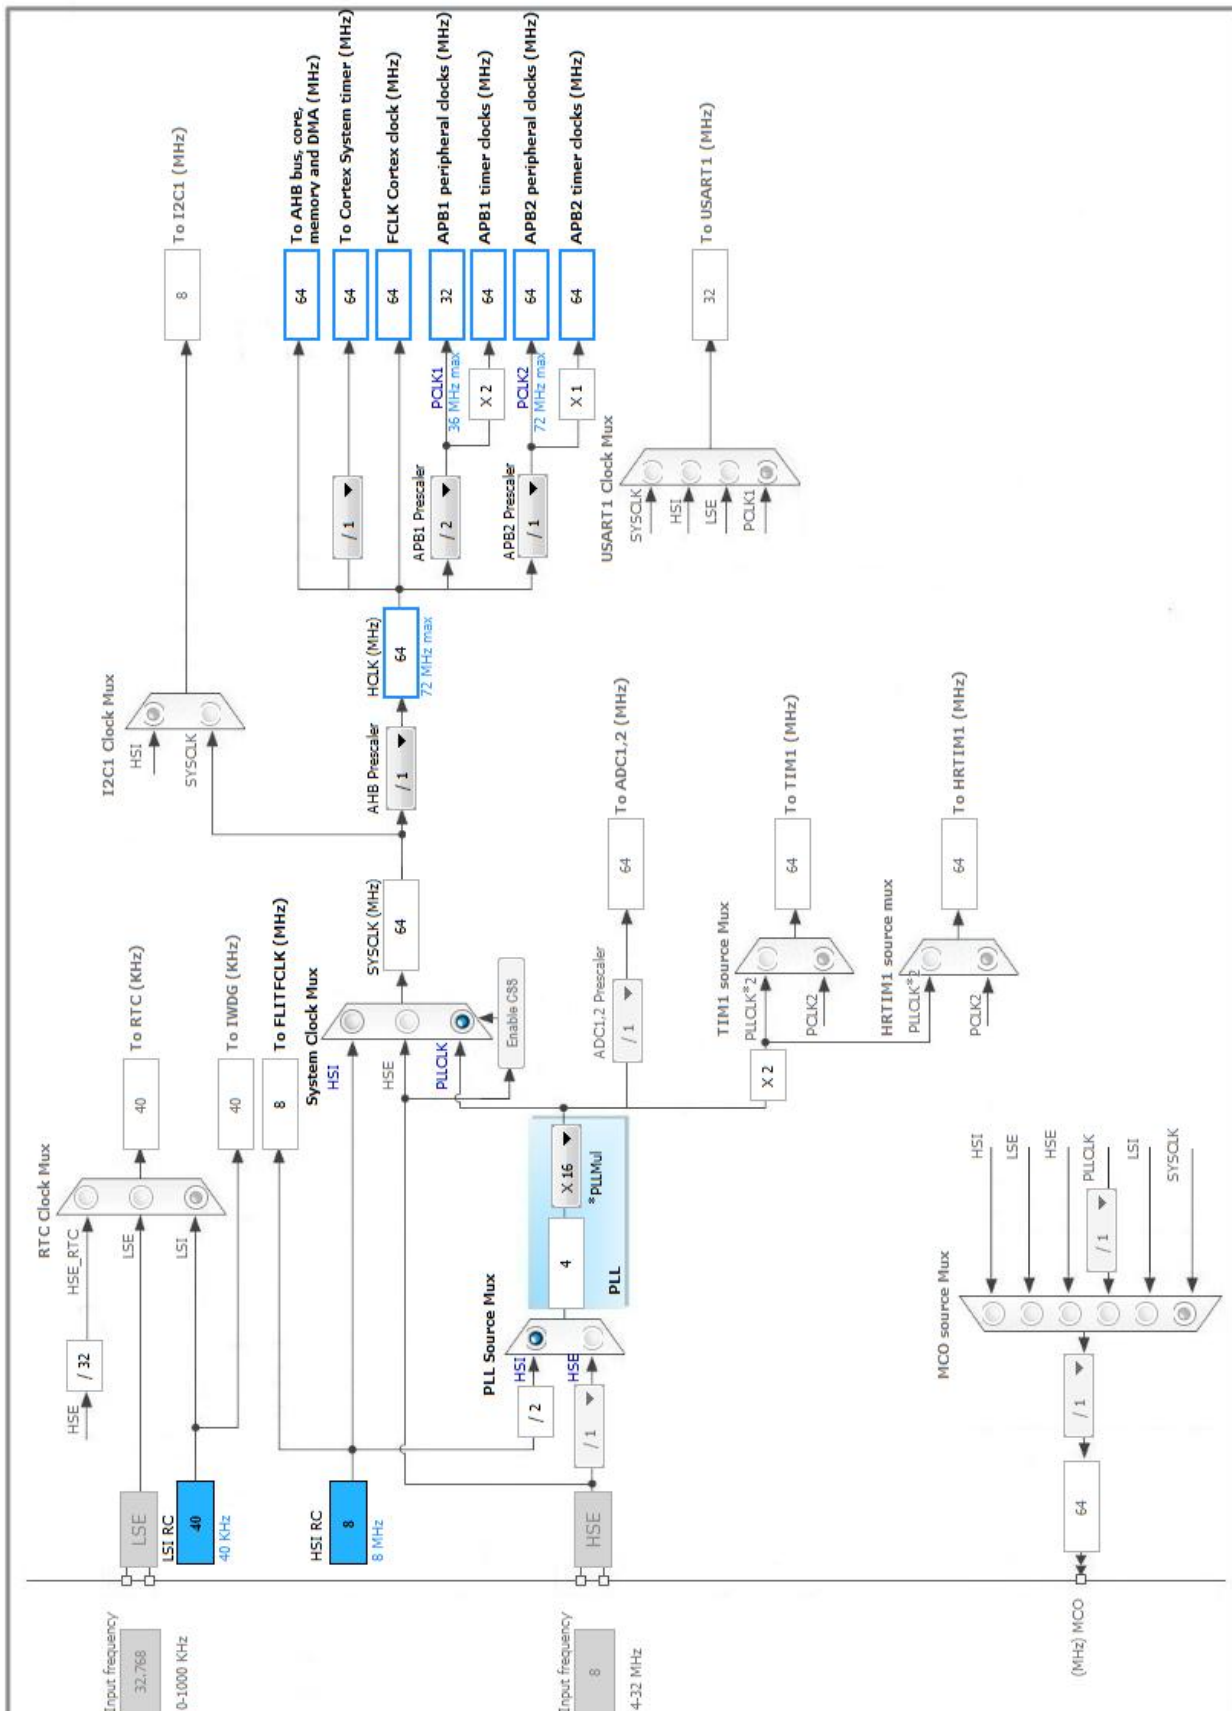 Input frequency
32.768
0-1000 KHz
LSE
HSE
/ 32
HSE_RTC
LSE
LSI
RTC Clock Mux
40
To RTC (KHz)
LSI RC
40
40 KHz
40
To IWDG (KHz)
HSI RC
8
8 MHz
8
To FLITFCLK (MHz)
I2C1 Clock Mux
HSI
SYSCLK
8
To I2C1 (MHz)
System Clock Mux
HSI
HSE
PLLCLK
Enable CSS
SYSCLK (MHz)
64
AHB Prescaler
/ 1
HCLK (MHz)
64
72 MHz max
64
To AHB bus, core,
memory and DMA (MHz)
/ 1
64
To Cortex System timer (MHz)
64
FCLK Cortex clock (MHz)
APB1 Prescaler
/ 2
PCLK1
36 MHz max
32
APB1 peripheral clocks (MHz)
X 2
64
APB1 timer clocks (MHz)
APB2 Prescaler
/ 1
PCLK2
72 MHz max
64
APB2 peripheral clocks (MHz)
X 1
64
APB2 timer clocks (MHz)
Input frequency
8
4-32 MHz
HSE
PLL Source Mux
/ 2
HSI
/ 1
HSE
4
X 16
*PLLMul
PLL
ADC1,2 Prescaler
/ 1
64
To ADC1,2 (MHz)
USART1 Clock Mux
SYSCLK
HSI
LSE
PCLK1
32
To USART1 (MHz)
X 2
TIM1 source Mux
PLLCLK*2
PCLK2
64
To TIM1 (MHz)
HRTIM1 source mux
PLLCLK*2
PCLK2
64
To HRTIM1 (MHz)
MCO source Mux
HSI
LSE
HSE
/ 1
PLLCLK
LSI
SYSCLK
/ 1
64
(MHz) MCO